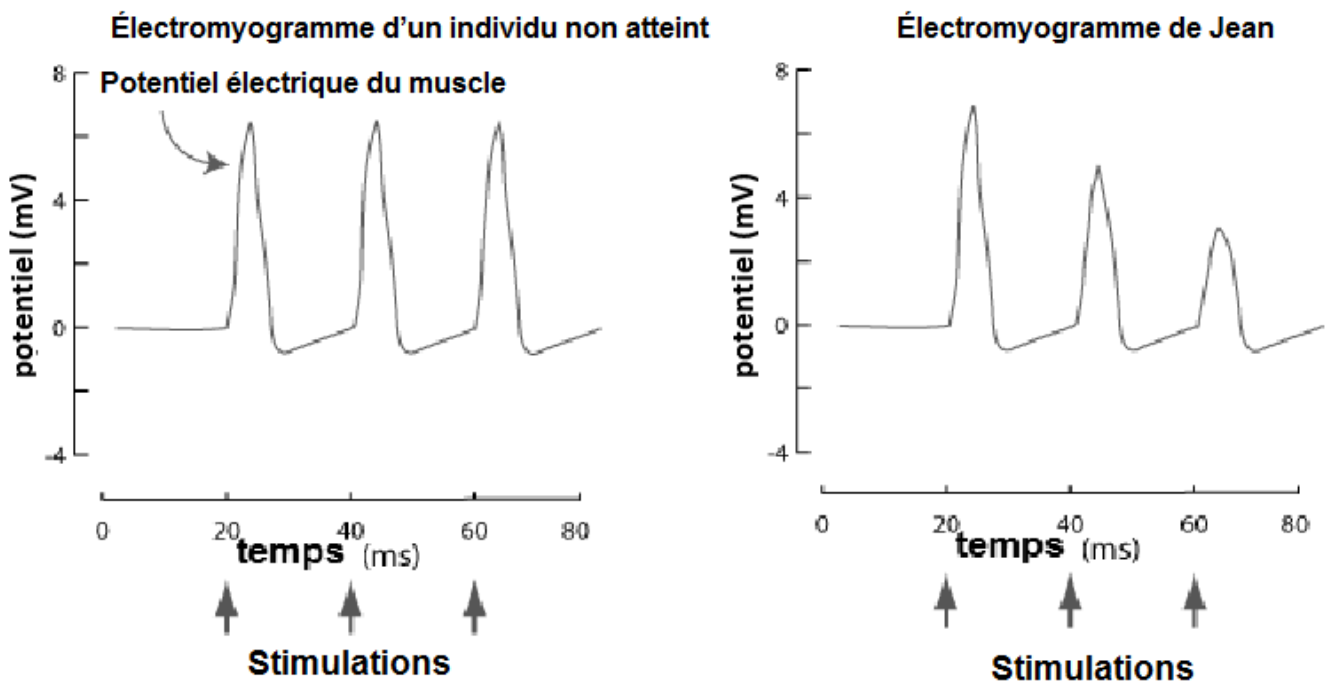 Électromyogramme d’un individu non atteint
Potentiel électrique du muscle
potentiel (mV)
8
4
0
-4
0 20 40 60 80
temps (ms)
Stimulations
Électromyogramme de Jean
potentiel (mV)
8
4
0
-4
0 20 40 60 80
temps (ms)
Stimulations